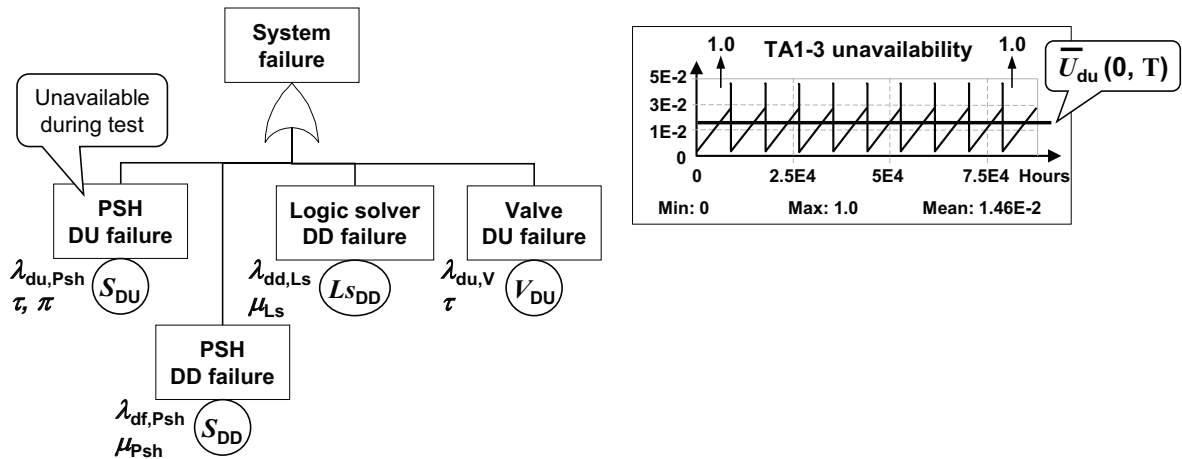 System
failure
Unavailable
during test
PSH
DU failure
λdu,Psh
τ, π
SDU
Logic solver
DD failure
λdd,Ls
μLs
LsDD
Valve
DU failure
λdu,V
τ
VDU
PSH
DD failure
λdf,Psh
μPsh
SDD
1.0 TA1-3 unavailability 1.0
U̅du (0, T)
5E-2
3E-2
1E-2
0
0 2.5E4 5E4 7.5E4 Hours
Min: 0 Max: 1.0 Mean: 1.46E-2